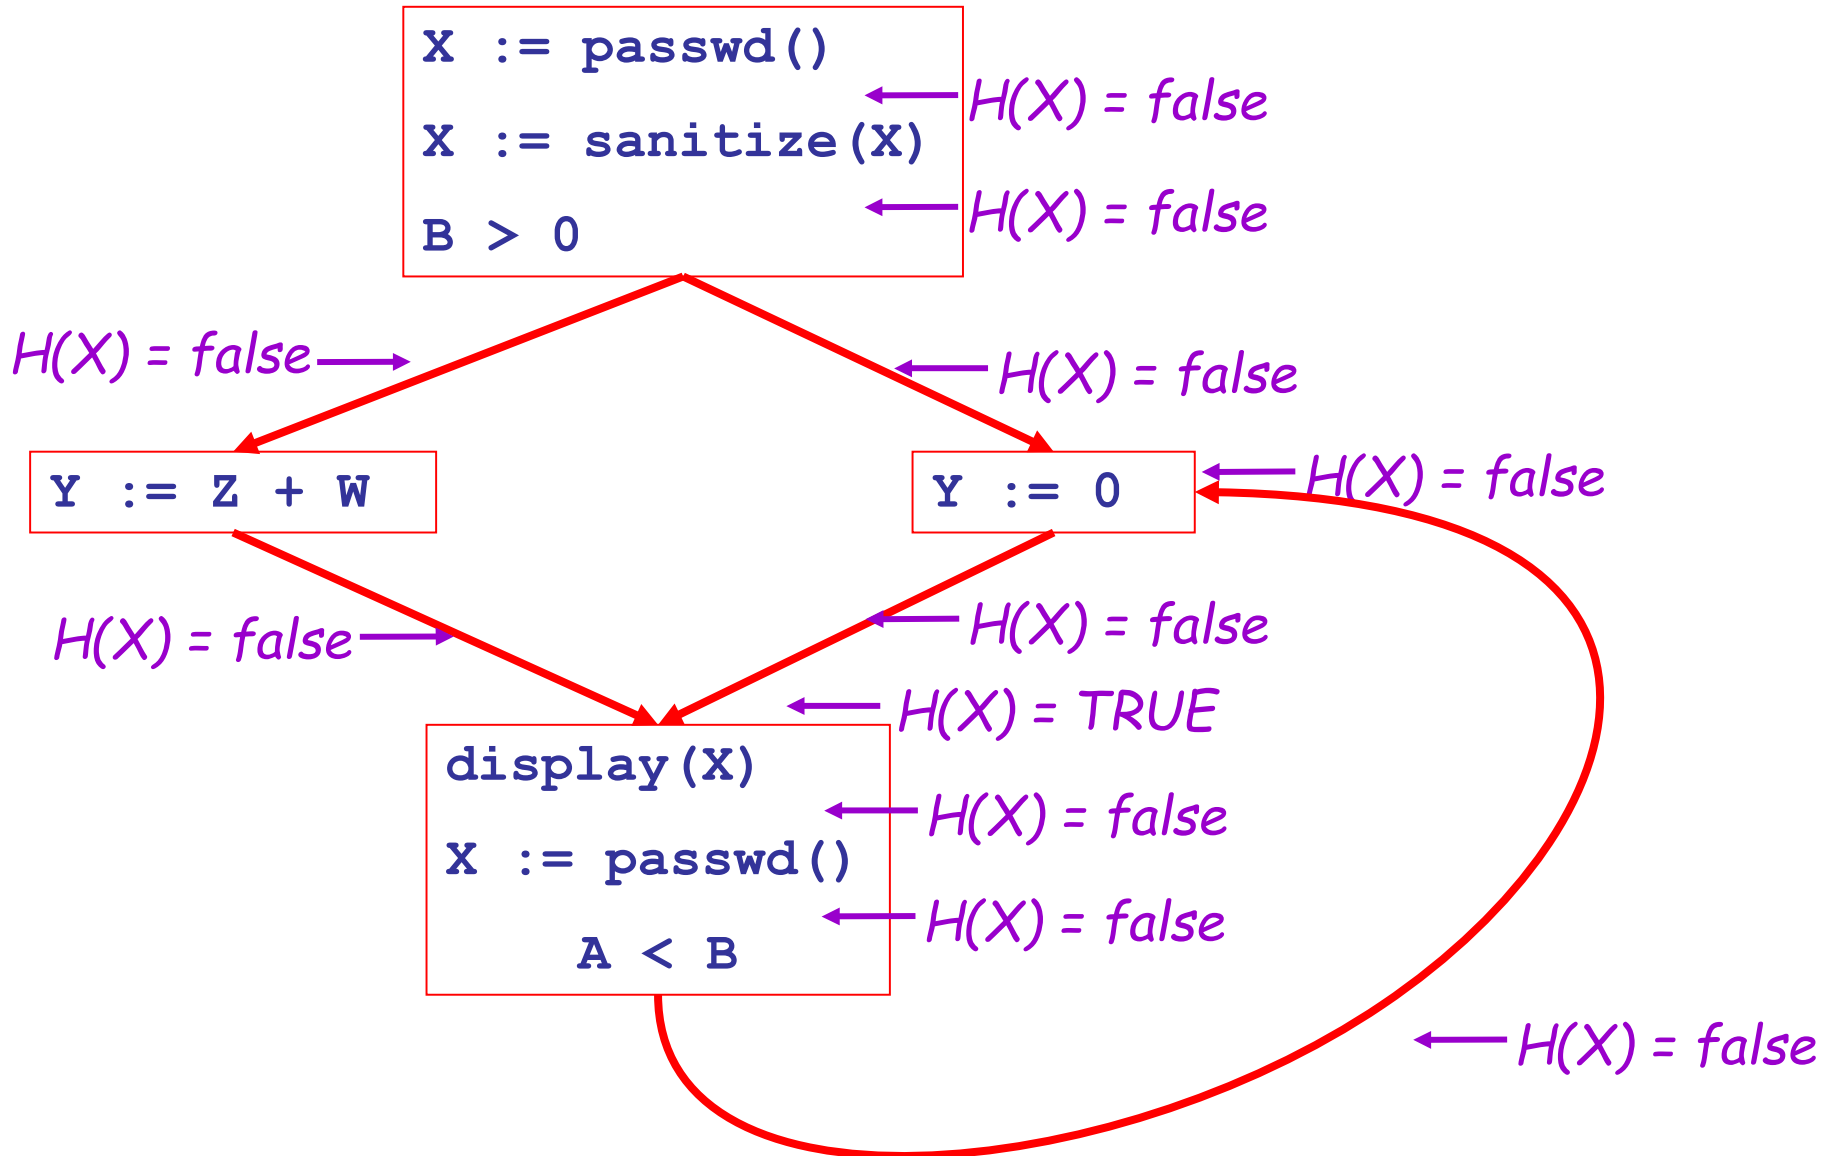 X := passwd()
H(X) = false
X := sanitize(X)
H(X) = false
B > 0
H(X) = false
H(X) = false
Y := Z + W
Y := 0
H(X) = false
H(X) = false
H(X) = false
H(X) = TRUE
display(X)
H(X) = false
X := passwd()
H(X) = false
A < B
H(X) = false